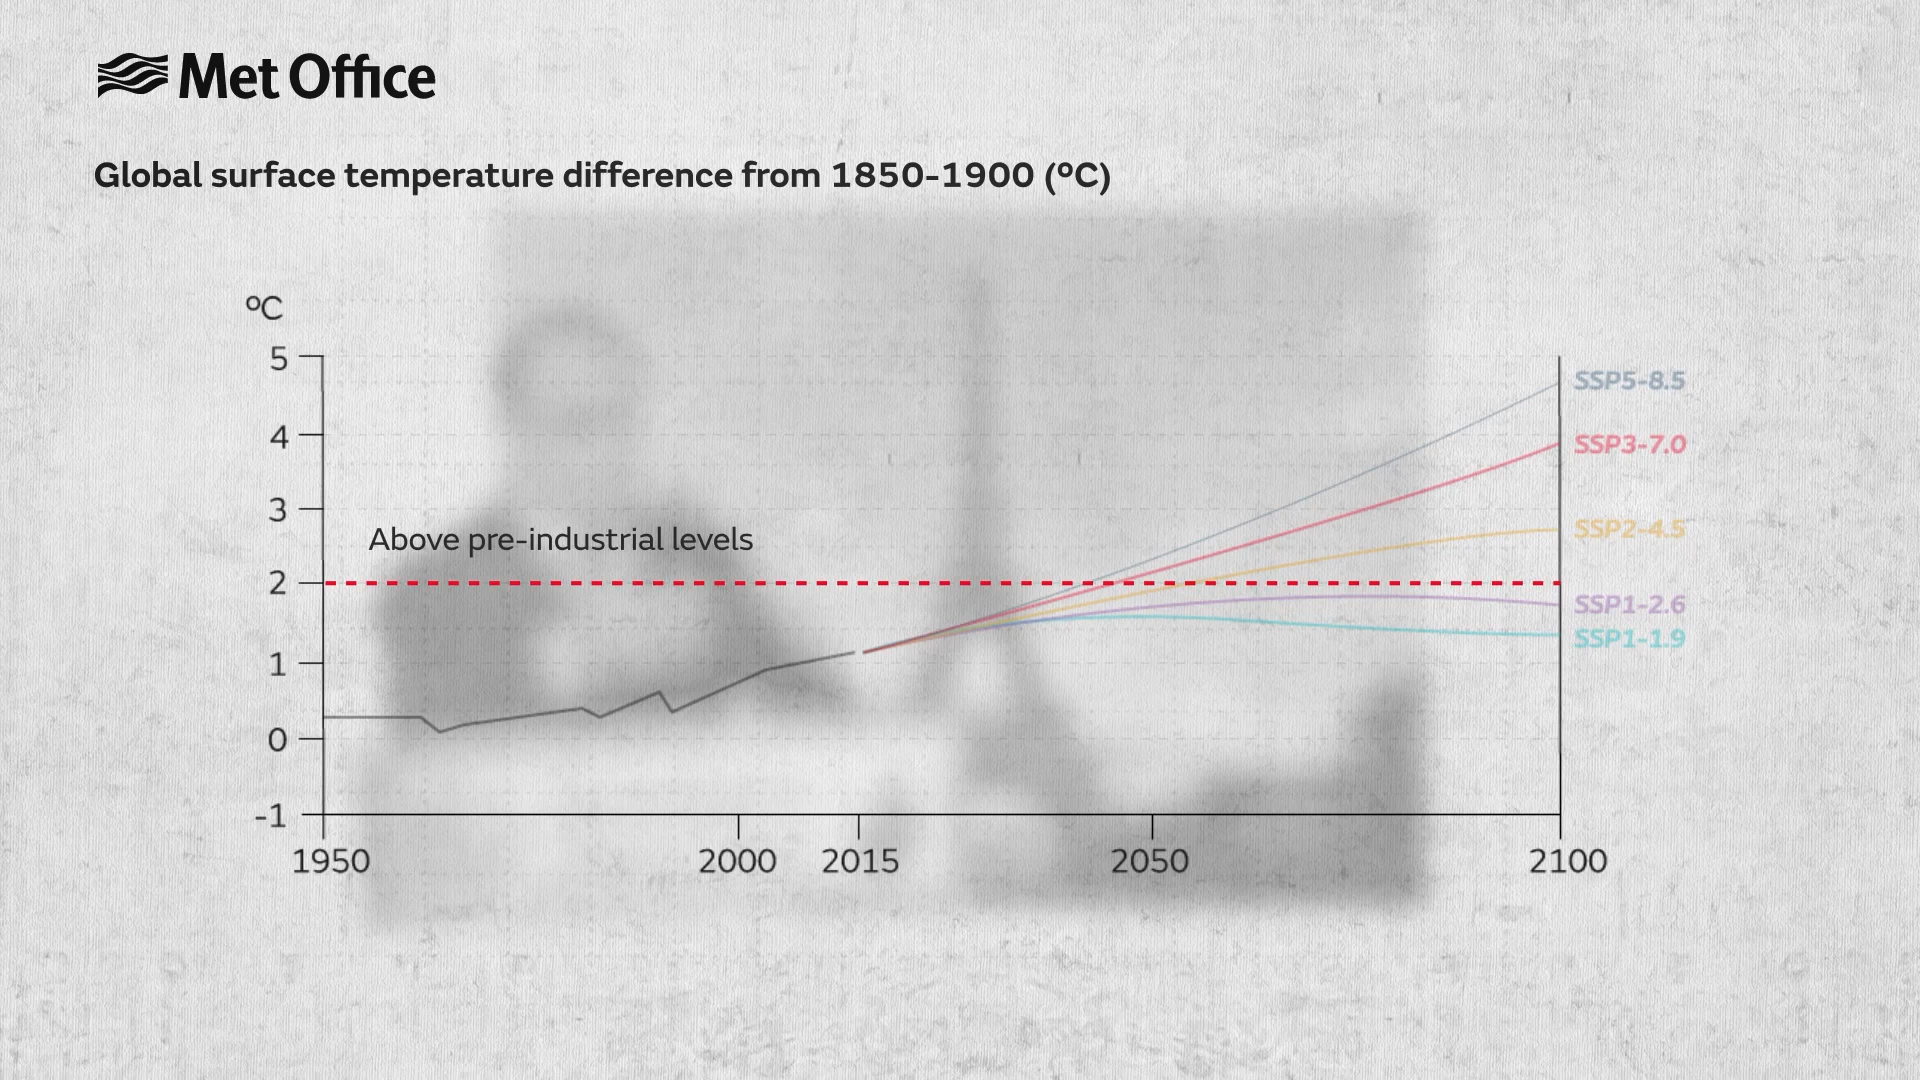 Met Office
Global surface temperature difference from 1850-1900 (ºC)
ºC
5
4
3
2
1
0
-1
Above pre-industrial levels
SSP5-8.5
SSP3-7.0
SSP2-4.5
SSP1-2.6
SSP1-1.9
1950 2000 2015 2050 2100